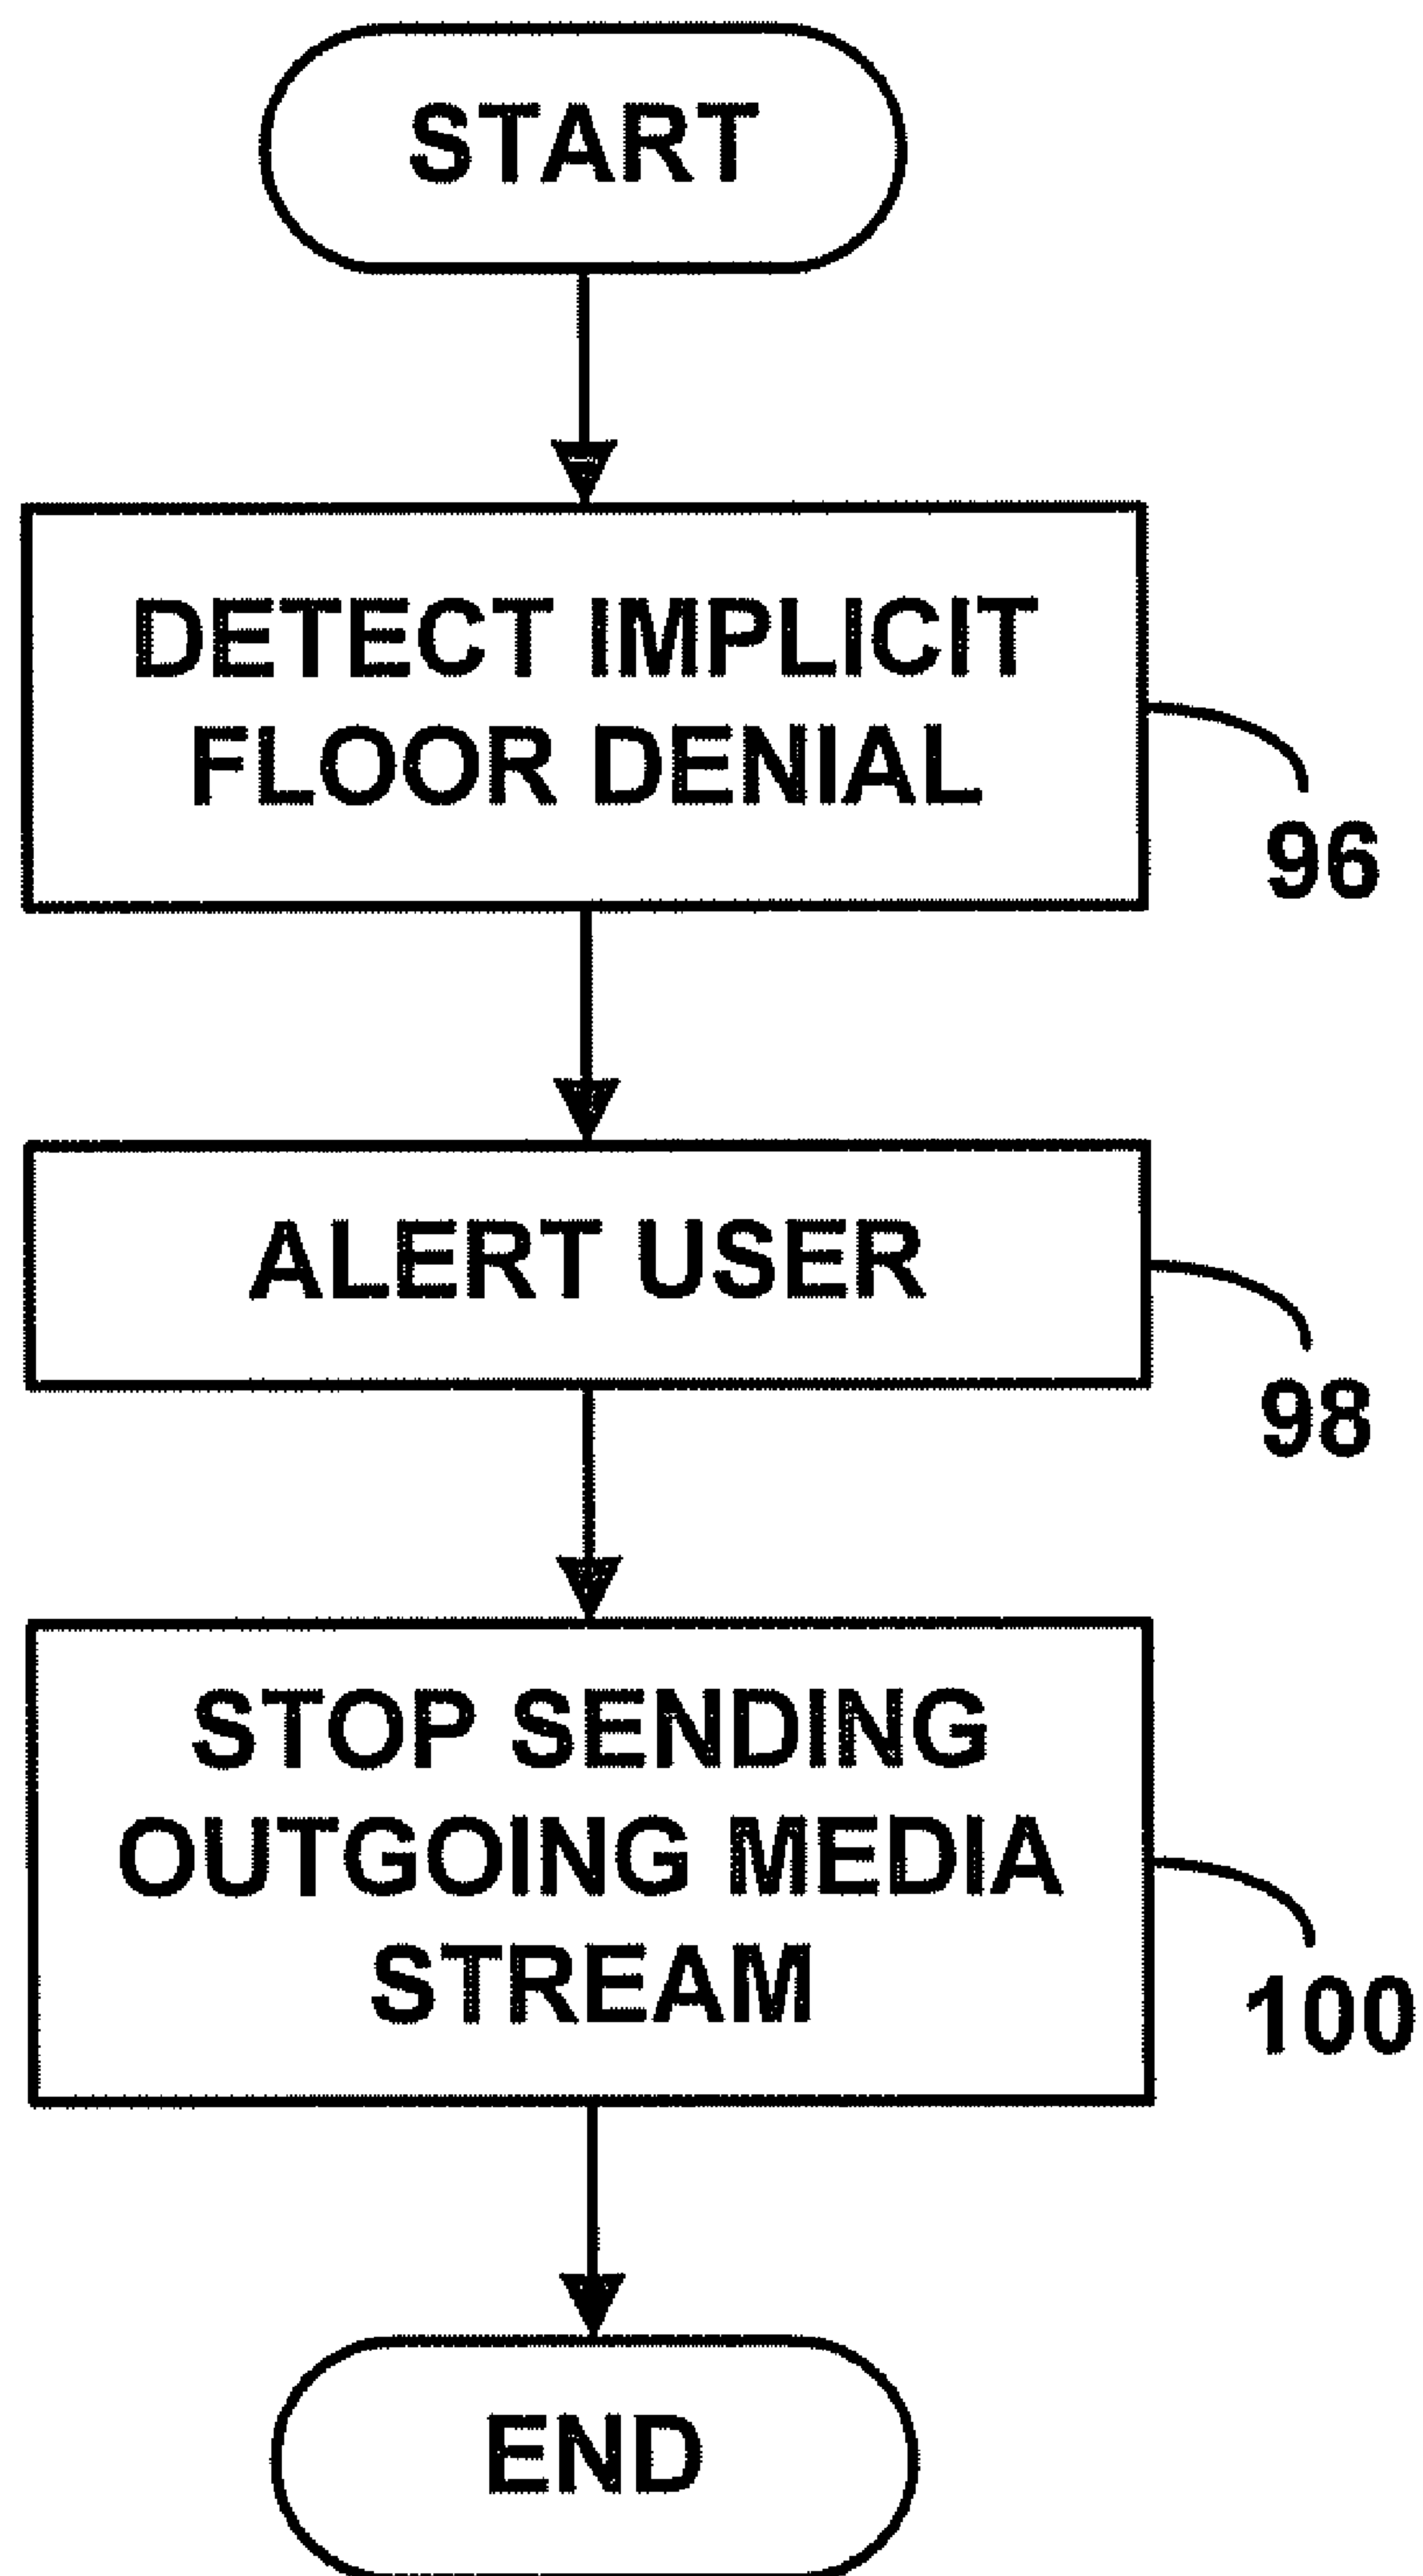 START
DETECT IMPLICIT
FLOOR DENIAL
96
ALERT USER
98
STOP SENDING
OUTGOING MEDIA
STREAM
100
END